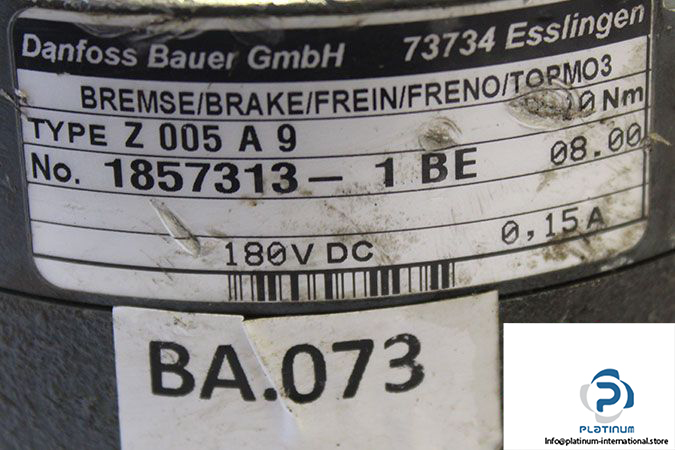 Danfoss Bauer GmbH 73734 Esslingen
BREMSE/BRAKE/FREIN/FRENO/TOPMO3
TYPE Z 005 A 9 Nm
No. 1857313- 1 BE 08.00
180V DC 0,15A
BA.073
PLATINUM
Info@platinum-international.store